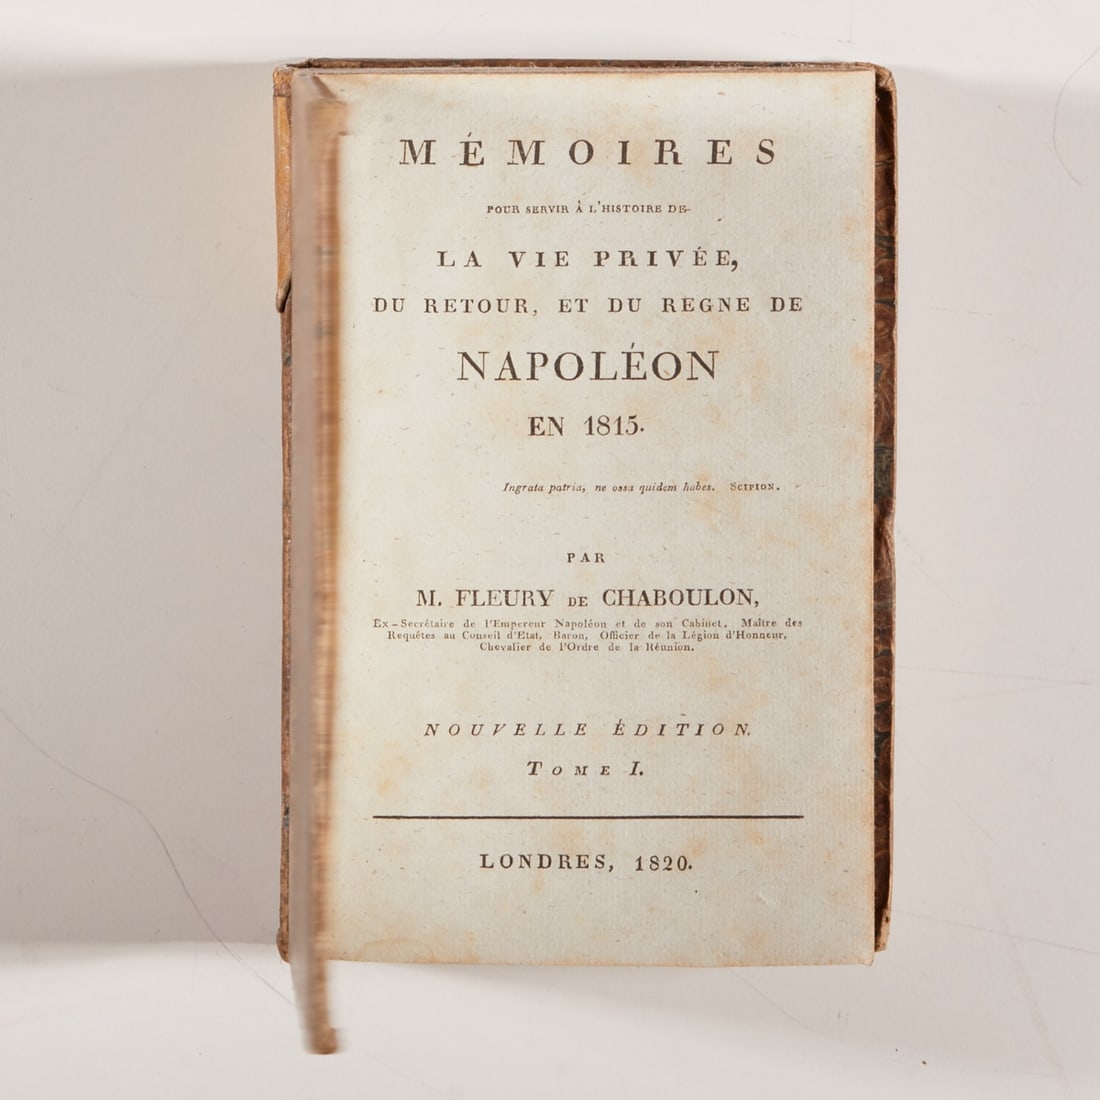 MÉMOIRES
POUR SERVIR À L'HISTOIRE DE
LA VIE PRIVÉE,
DU RETOUR, ET DU REGNE DE
NAPOLÉON
EN 1815.
Ingrata patria, ne ossa quidem habes. SCIPION.
PAR
M. FLEURY DE CHABOULON,
Ex-Secrétaire de l'Empereur Napoléon et de son Cabinet, Maître des
Requêtes au Conseil d'Etat, Baron, Officier de la Légion d'Honneur,
Chevalier de l'Ordre de la Réunion.
NOUVELLE ÉDITION.
TOME I.
LONDRES, 1820.